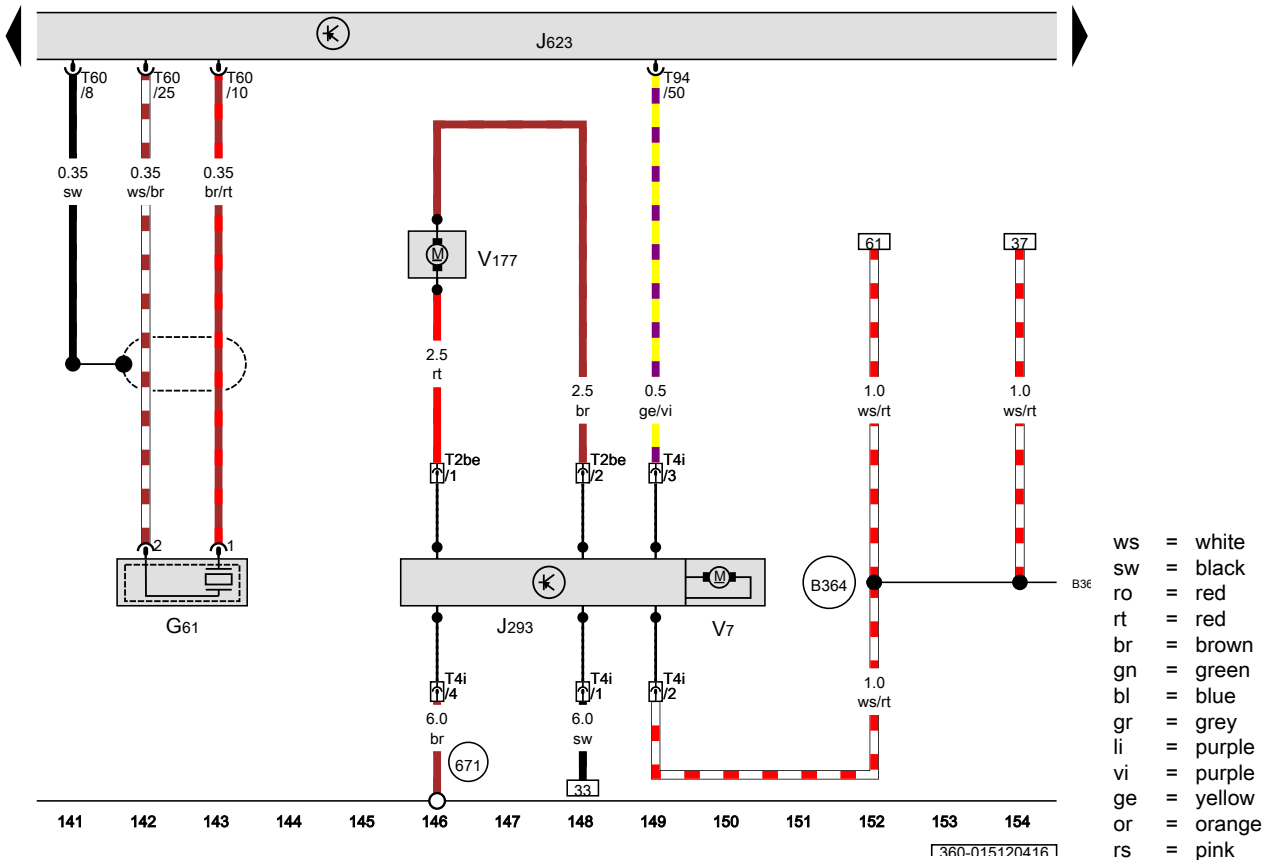 J623
T60
/8
T60
/25
T60
/10
T94
/50
0.35
sw
0.35
ws/br
0.35
br/rt
61
37
M
V177
2.5
rt
2.5
br
0.5
ge/vi
1.0
ws/rt
1.0
ws/rt
T2be
/1
T2be
/2
T4i
/3
2
1
G61
J293
M
V7
B364
B36
T4i
/4
T4i
/1
T4i
/2
6.0
br
671
6.0
sw
33
1.0
ws/rt
141 142 143 144 145 146 147 148 149 150 151 152 153 154
360-015120416
ws = white
sw = black
ro = red
rt = red
br = brown
gn = green
bl = blue
gr = grey
li = purple
vi = purple
ge = yellow
or = orange
rs = pink